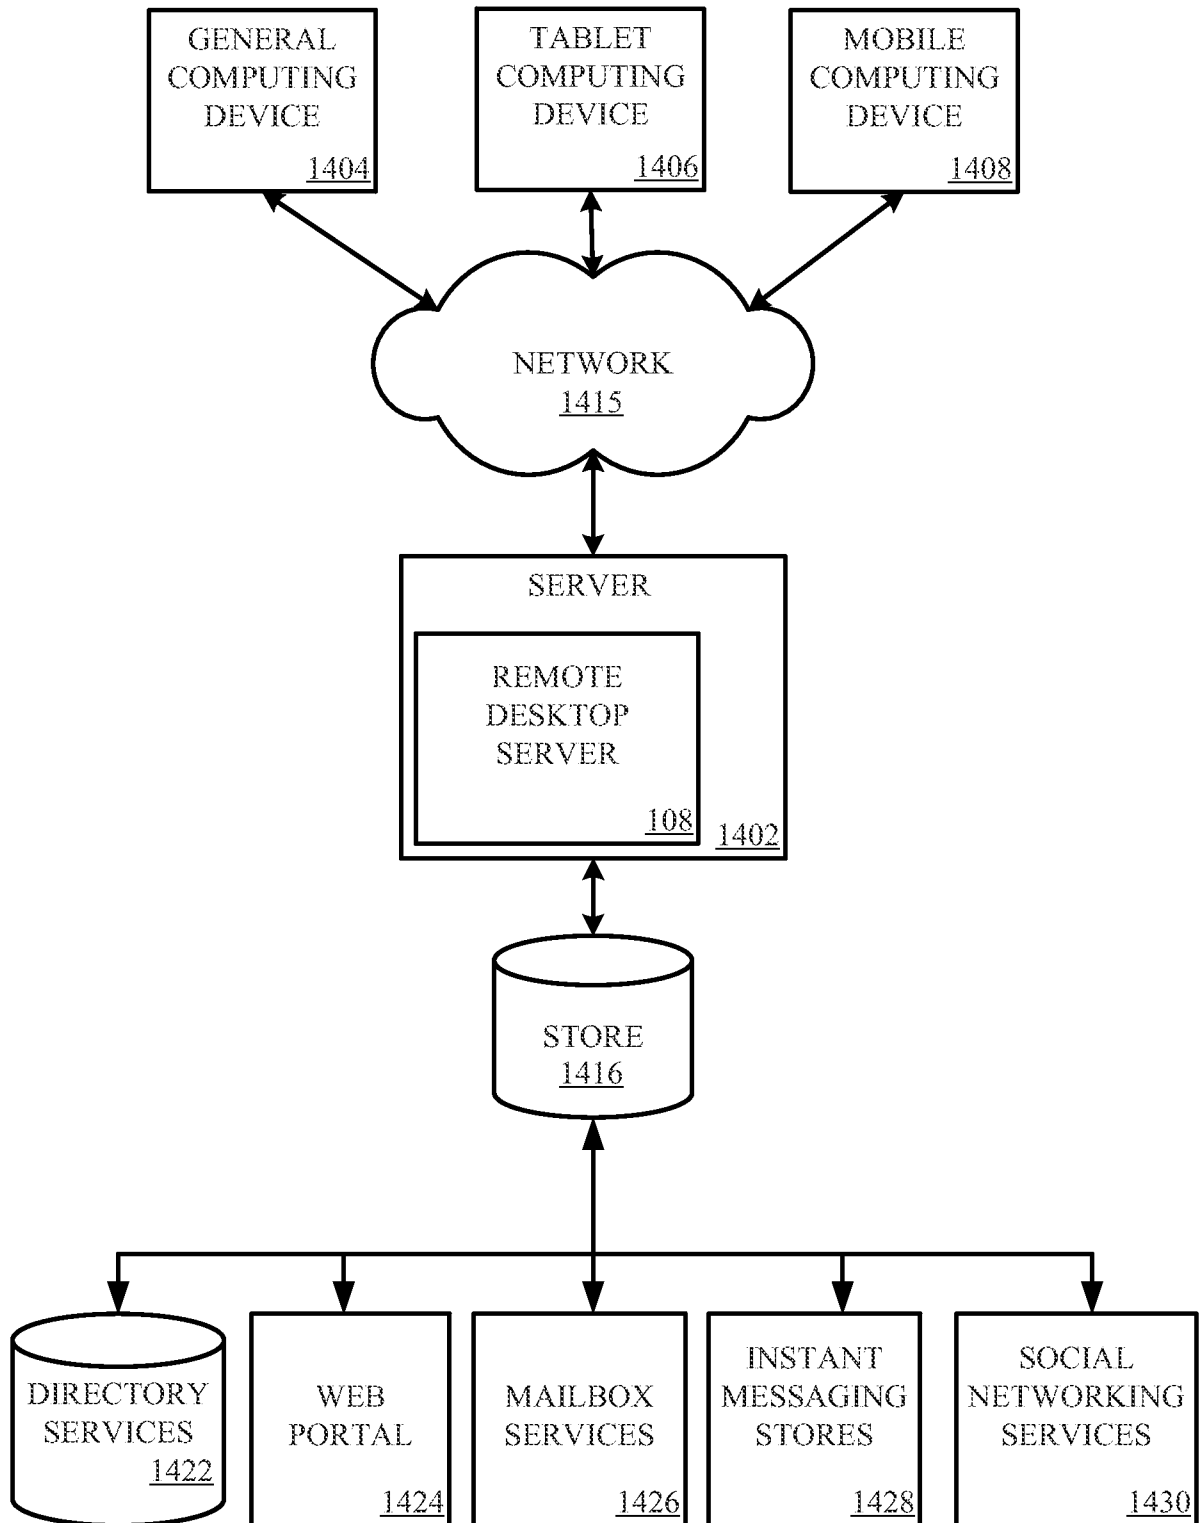 GENERAL
COMPUTING
DEVICE
1404
TABLET
COMPUTING
DEVICE
1406
MOBILE
COMPUTING
DEVICE
1408
NETWORK
1415
SERVER
REMOTE
DESKTOP
SERVER
108
1402
STORE
1416
DIRECTORY
SERVICES
1422
WEB
PORTAL
1424
MAILBOX
SERVICES
1426
INSTANT
MESSAGING
STORES
1428
SOCIAL
NETWORKING
SERVICES
1430